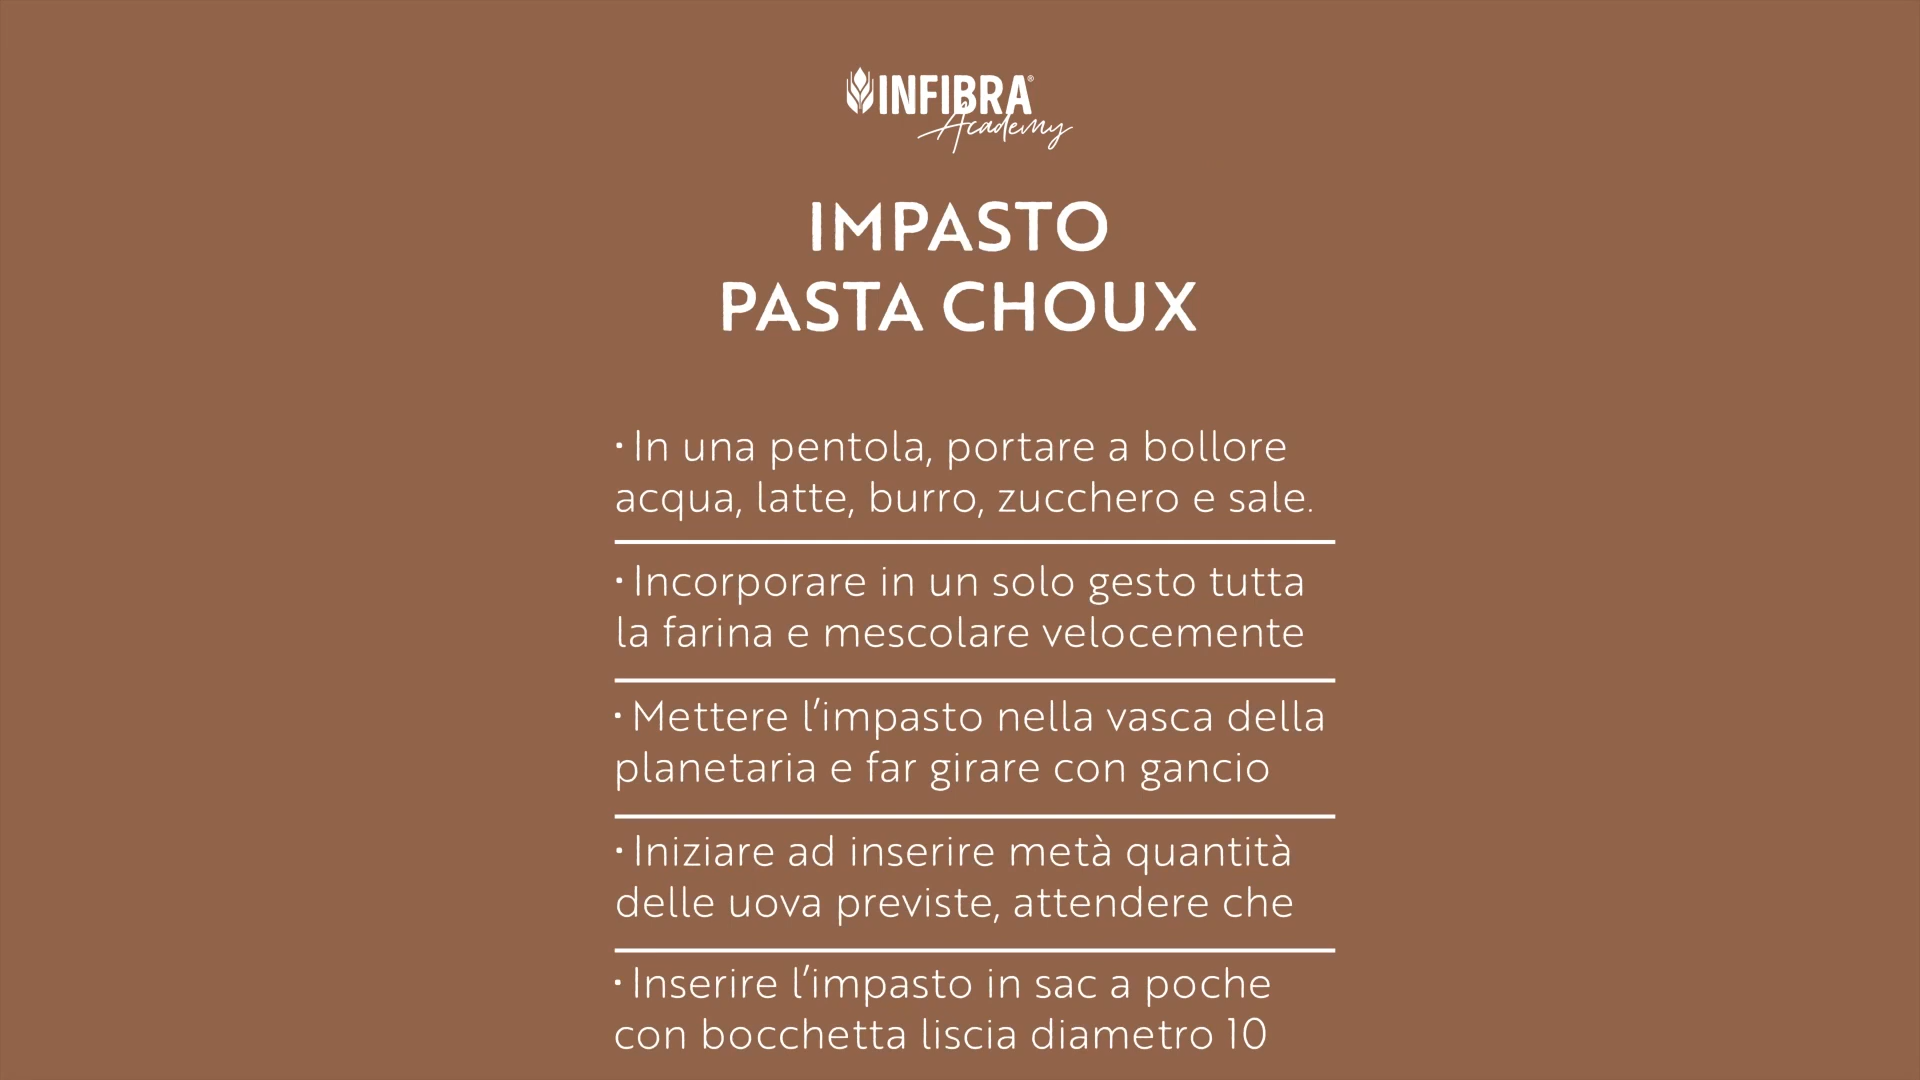 INFIBRA®
Academy
IMPASTO
PASTA CHOUX
· In una pentola, portare a bollore
acqua, latte, burro, zucchero e sale.
· Incorporare in un solo gesto tutta
la farina e mescolare velocemente
· Mettere l’impasto nella vasca della
planetaria e far girare con gancio
· Iniziare ad inserire metà quantità
delle uova previste, attendere che
· Inserire l’impasto in sac a poche
con bocchetta liscia diametro 10